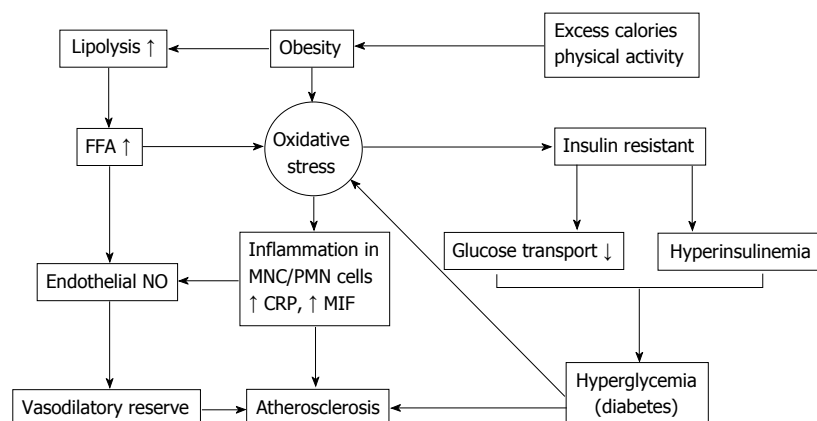 Lipolysis ↑
Obesity
Excess calories
physical activity
FFA ↑
Oxidative
stress
Insulin resistant
Inflammation in
MNC/PMN cells
↑ CRP, ↑ MIF
Glucose transport ↓
Hyperinsulinemia
Endothelial NO
Vasodilatory reserve
Atherosclerosis
Hyperglycemia
(diabetes)